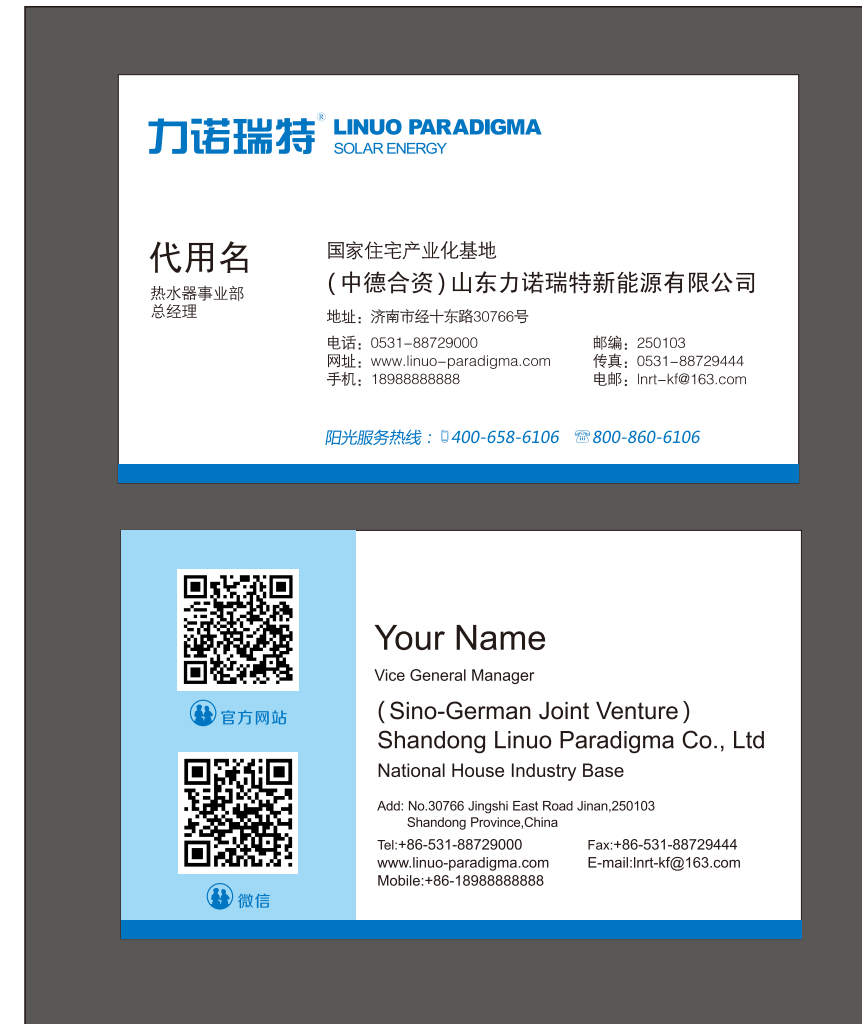 力诺瑞特® LINUO PARADIGMA
SOLAR ENERGY
代用名
热水器事业部
总经理
国家住宅产业化基地
(中德合资)山东力诺瑞特新能源有限公司
地址：济南市经十东路30766号
电话：0531-88729000 邮编：250103
网址：www.linuo-paradigma.com 传真：0531-88729444
手机：18988888888 电邮：lnrt-kf@163.com
阳光服务热线：400-658-6106 800-860-6106
官方网站
微信
Your Name
Vice General Manager
(Sino-German Joint Venture)
Shandong Linuo Paradigma Co., Ltd
National House Industry Base
Add: No.30766 Jingshi East Road Jinan,250103
Shandong Province,China
Tel:+86-531-88729000 Fax:+86-531-88729444
www.linuo-paradigma.com E-mail:lnrt-kf@163.com
Mobile:+86-18988888888